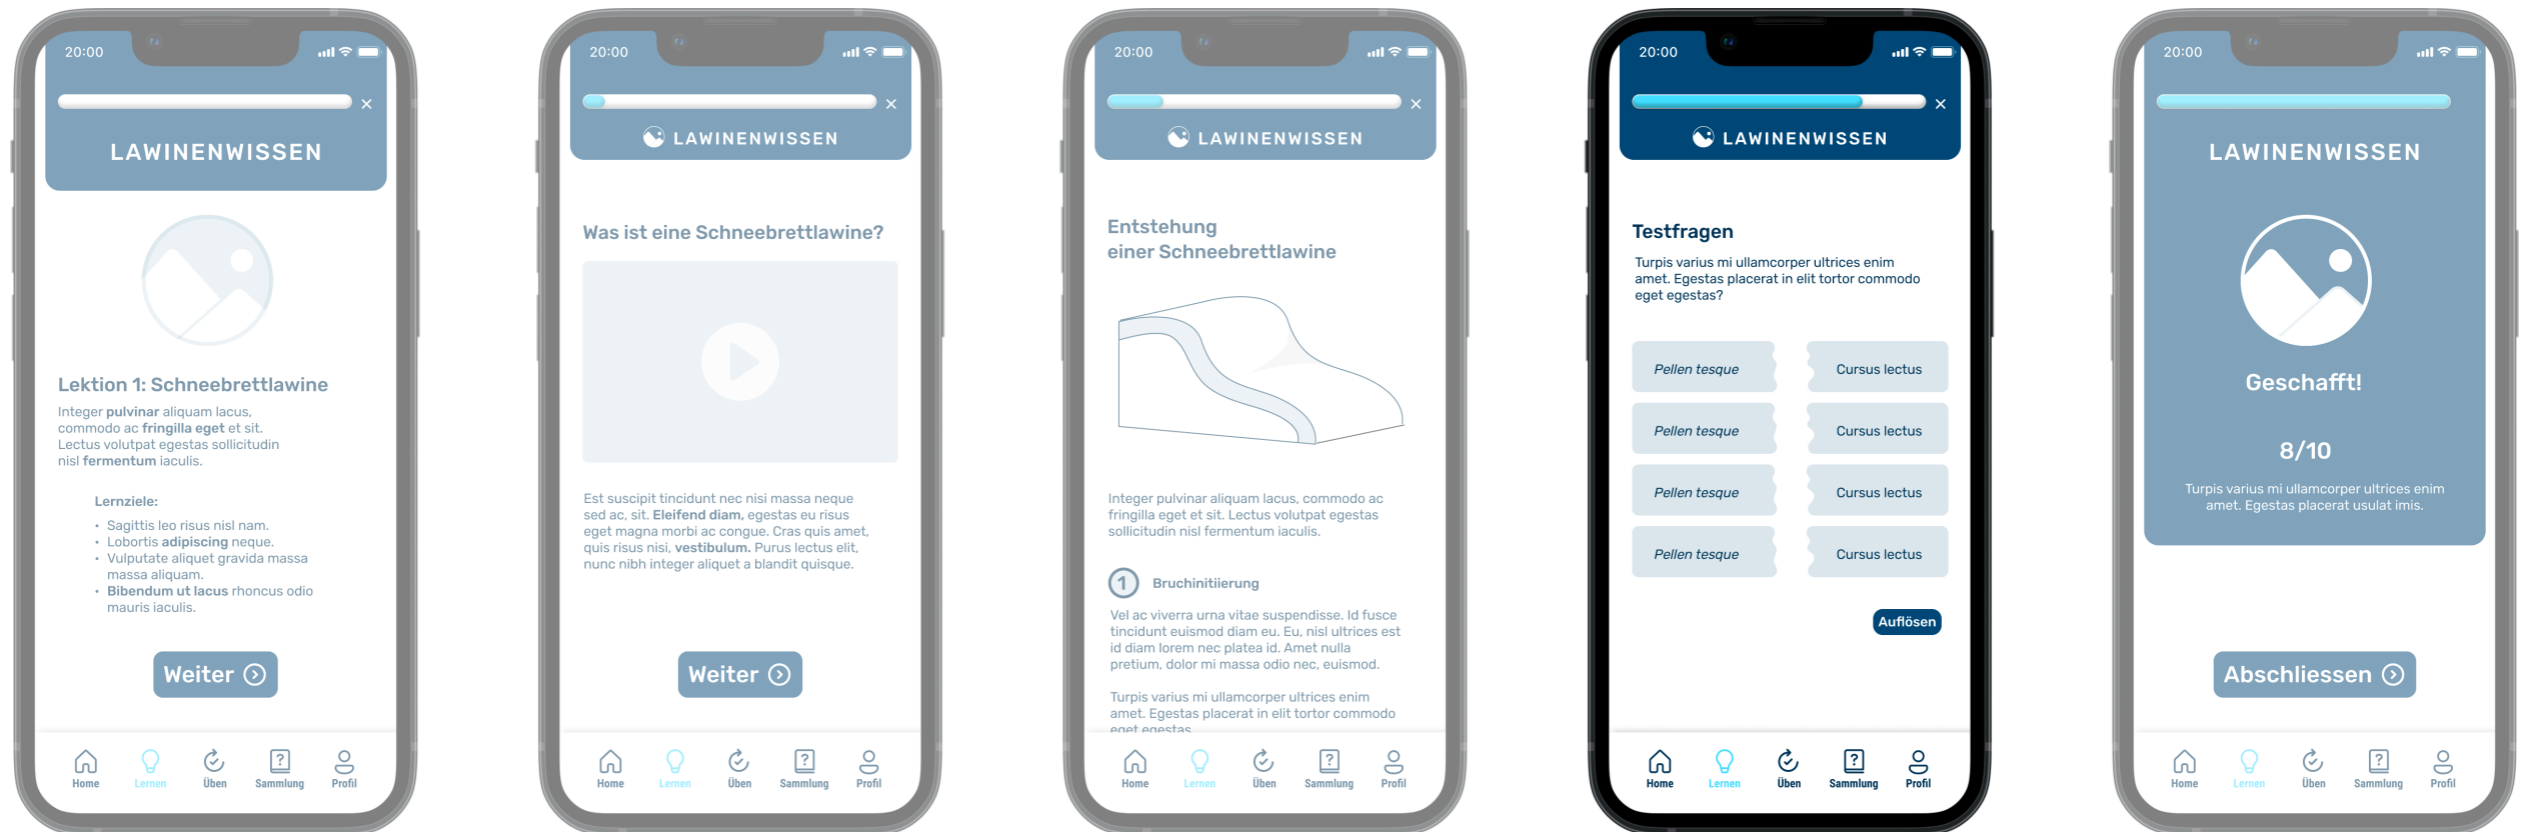 20:00
LAWINENWISSEN
Lektion 1: Schneebrettlawine
Integer pulvinar aliquam lacus,
commodo ac fringilla eget et sit.
Lectus volutpat egestas sollicitudin
nisl fermentum iaculis.
Lernziele:
• Sagittis leo risus nisl nam.
• Lobortis adipiscing neque.
• Vulputate aliquet gravida massa
massa aliquam.
• Bibendum ut lacus rhoncus odio
mauris iaculis.
Weiter
Home Lernen Üben Sammlung Profil
20:00
LAWINENWISSEN
Was ist eine Schneebrettlawine?
Est suscipit tincidunt nec nisi massa neque
sed ac, sit. Eleifend diam, egestas eu risus
eget magna morbi ac congue. Cras quis amet,
quis risus nisi, vestibulum. Purus lectus elit,
nunc nibh integer aliquet a blandit quisque.
Weiter
Home Lernen Üben Sammlung Profil
20:00
LAWINENWISSEN
Entstehung
einer Schneebrettlawine
Integer pulvinar aliquam lacus, commodo ac
fringilla eget et sit. Lectus volutpat egestas
sollicitudin nisl fermentum iaculis.
1 Bruchinitiierung
Vel ac viverra urna vitae suspendisse. Id fusce
tincidunt euismod diam eu. Eu, nisl ultrices est
id diam lorem nec platea id. Amet nulla
pretium, dolor mi massa odio nec, euismod.
Turpis varius mi ullamcorper ultrices enim
amet. Egestas placerat in elit tortor commodo
eget egestas
Home Lernen Üben Sammlung Profil
20:00
LAWINENWISSEN
Testfragen
Turpis varius mi ullamcorper ultrices enim
amet. Egestas placerat in elit tortor commodo
eget egestas?
Pellen tesque Cursus lectus
Pellen tesque Cursus lectus
Pellen tesque Cursus lectus
Pellen tesque Cursus lectus
Auflösen
Home Lernen Üben Sammlung Profil
20:00
LAWINENWISSEN
Geschafft!
8/10
Turpis varius mi ullamcorper ultrices enim
amet. Egestas placerat usulat imis.
Abschliessen
Home Lernen Üben Sammlung Profil